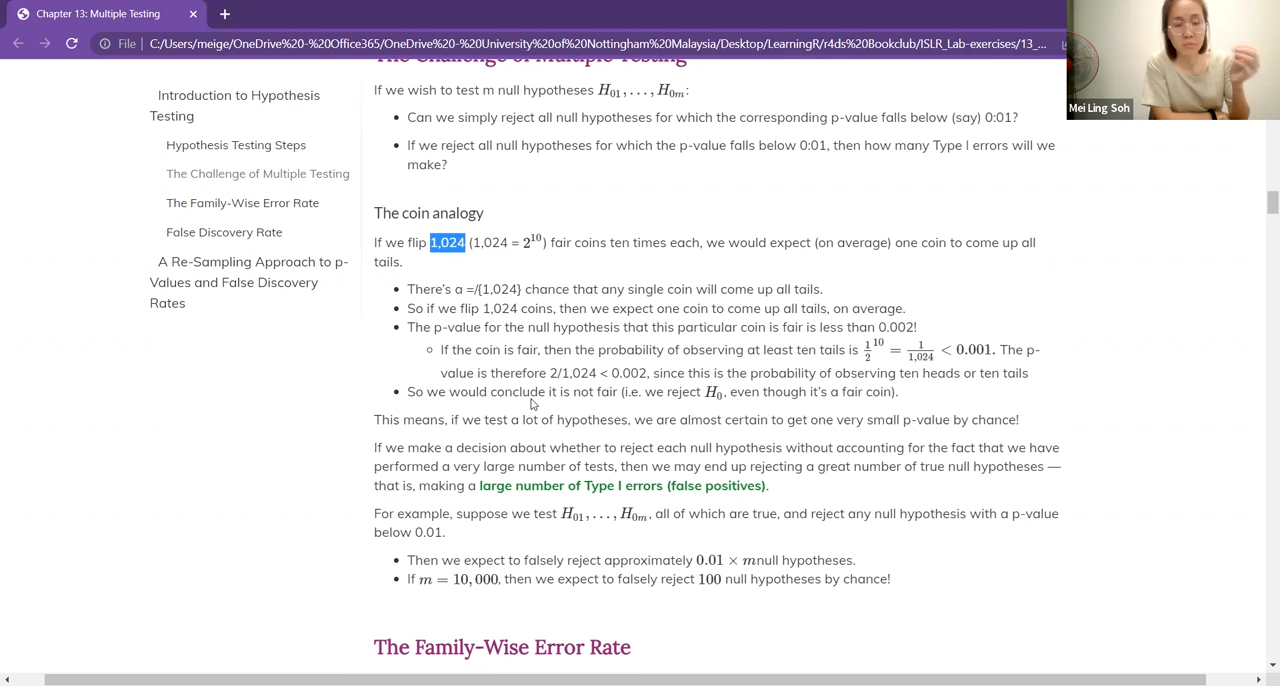 Chapter 13: Multiple Testing
File C:/Users/meige/OneDrive%20-%20Office365/OneDrive%20-%20University%20of%20Nottingham%20Malaysia/Desktop/LearningR/r4ds%20Bookclub/ISLR_Lab-exercises/13_...
Mei Ling Soh
Introduction to Hypothesis
Testing
Hypothesis Testing Steps
The Challenge of Multiple Testing
The Family-Wise Error Rate
False Discovery Rate
A Re-Sampling Approach to p-
Values and False Discovery
Rates
The Challenge of Multiple Testing
If we wish to test m null hypotheses H01, . . . , H0m:
• Can we simply reject all null hypotheses for which the corresponding p-value falls below (say) 0:01?
• If we reject all null hypotheses for which the p-value falls below 0:01, then how many Type I errors will we
make?
The coin analogy
If we flip 1,024 (1,024 = 2^10) fair coins ten times each, we would expect (on average) one coin to come up all
tails.
• There's a =/{1,024} chance that any single coin will come up all tails.
• So if we flip 1,024 coins, then we expect one coin to come up all tails, on average.
• The p-value for the null hypothesis that this particular coin is fair is less than 0.002!
◦ If the coin is fair, then the probability of observing at least ten tails is 1/2^10 = 1/1,024 < 0.001. The p-
value is therefore 2/1,024 < 0.002, since this is the probability of observing ten heads or ten tails
• So we would conclude it is not fair (i.e. we reject H0, even though it's a fair coin).
This means, if we test a lot of hypotheses, we are almost certain to get one very small p-value by chance!
If we make a decision about whether to reject each null hypothesis without accounting for the fact that we have
performed a very large number of tests, then we may end up rejecting a great number of true null hypotheses —
that is, making a large number of Type I errors (false positives).
For example, suppose we test H01, . . . , H0m, all of which are true, and reject any null hypothesis with a p-value
below 0.01.
• Then we expect to falsely reject approximately 0.01 × mnull hypotheses.
• If m = 10,000, then we expect to falsely reject 100 null hypotheses by chance!
The Family-Wise Error Rate